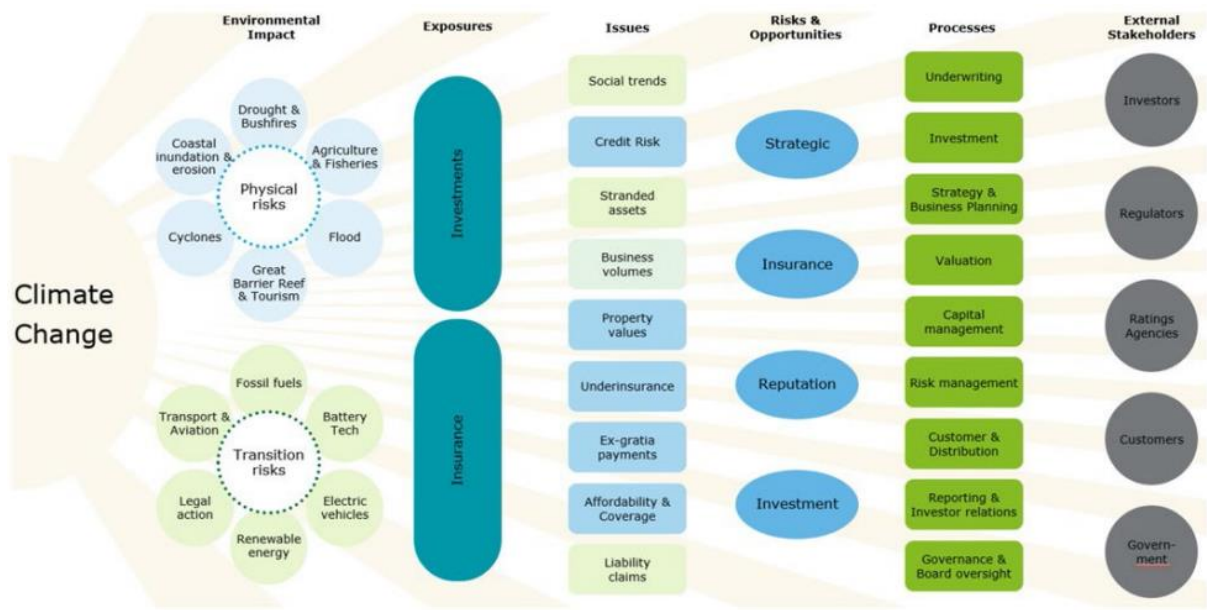 Environmental
Impact
Exposures
Issues
Risks &
Opportunities
Processes
External
Stakeholders
Climate
Change
Drought &
Bushfires
Coastal
inundation &
erosion
Agriculture
& Fisheries
Physical
risks
Cyclones
Flood
Great
Barrier Reef
& Tourism
Fossil fuels
Transport &
Aviation
Battery
Tech
Transition
risks
Legal
action
Electric
vehicles
Renewable
energy
Investments
Insurance
Social trends
Credit Risk
Stranded
assets
Business
volumes
Property
values
Underinsurance
Ex-gratia
payments
Affordability &
Coverage
Liability
claims
Strategic
Insurance
Reputation
Investment
Underwriting
Investment
Strategy &
Business Planning
Valuation
Capital
management
Risk management
Customer &
Distribution
Reporting &
Investor relations
Governance &
Board oversight
Investors
Regulators
Ratings
Agencies
Customers
Govern-
ment